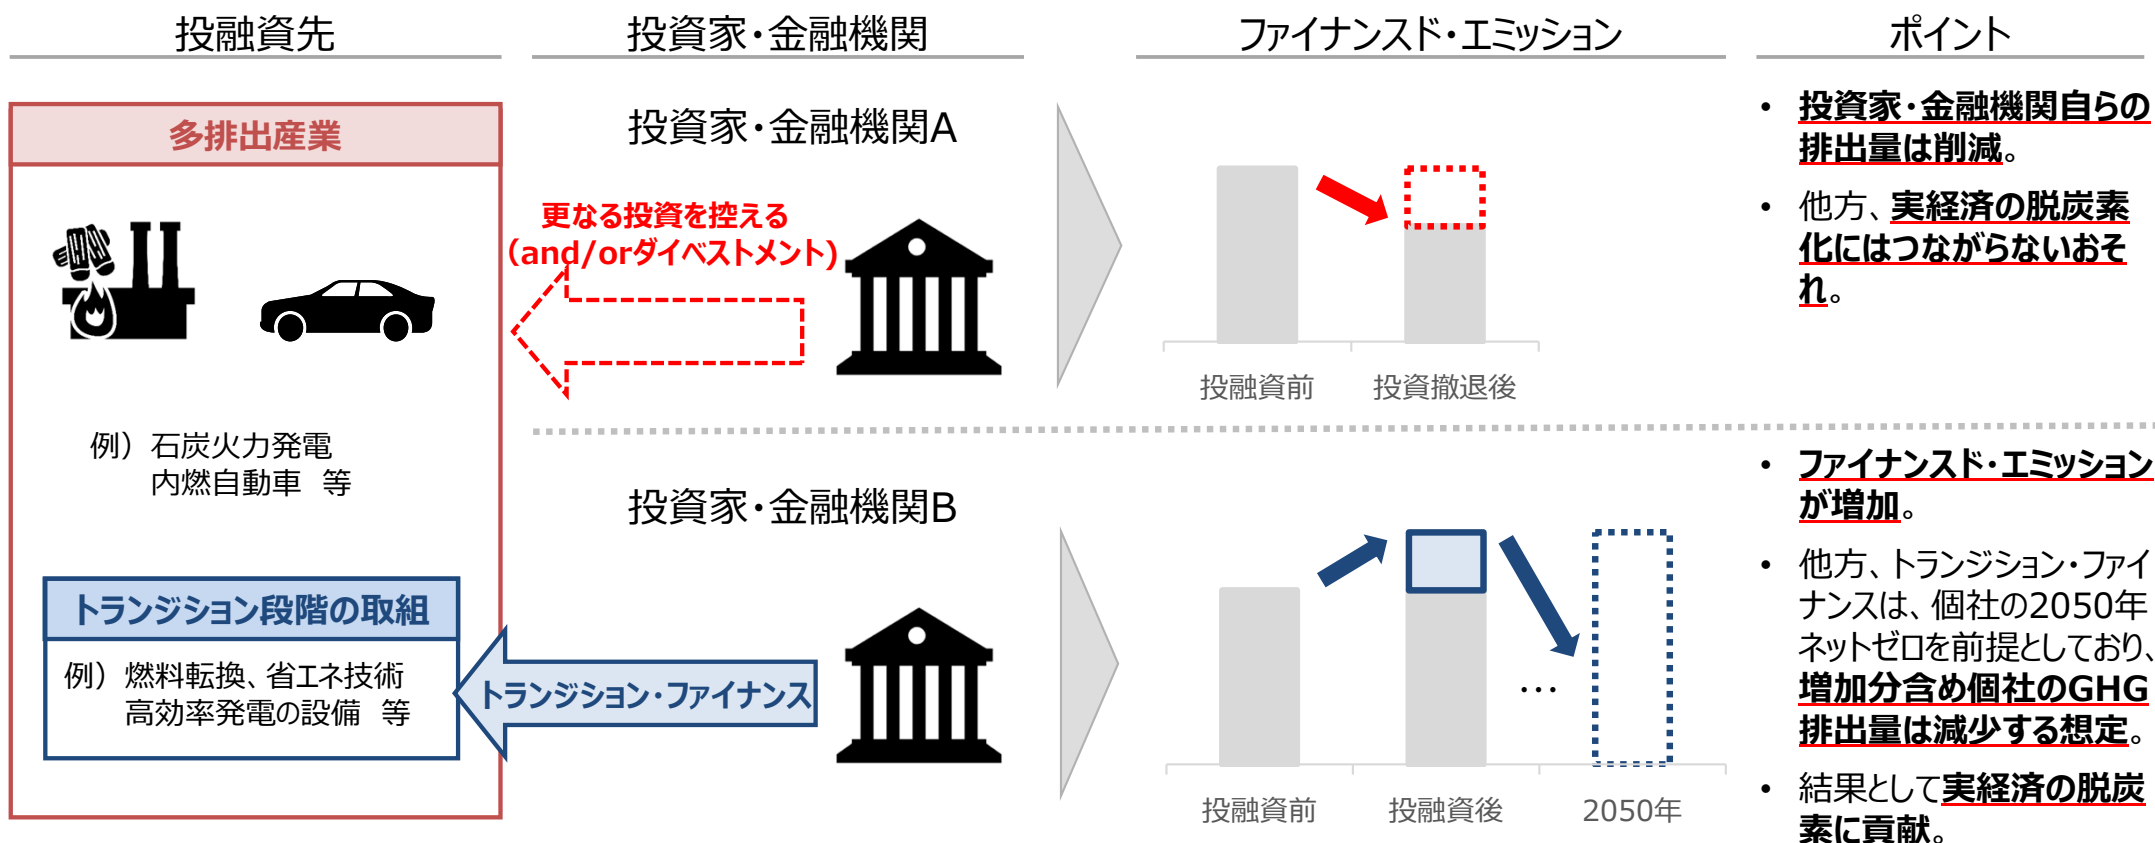 投融資先
投資家・金融機関
ファイナンスド・エミッション
ポイント
多排出産業
例）石炭火力発電
内燃自動車　等
トランジション段階の取組
例）燃料転換、省エネ技術
高効率発電の設備　等
投資家・金融機関A
更なる投資を控える
（and/orダイベストメント）
投融資前
投資撤退後
・ 投資家・金融機関自らの
排出量は削減。
・ 他方、実経済の脱炭素
化にはつながらないおそ
れ。
投資家・金融機関B
トランジション・ファイナンス
…
投融資前
投融資後
2050年
・ ファイナンスド・エミッション
が増加。
・ 他方、トランジション・ファイ
ナンスは、個社の2050年
ネットゼロを前提としており、
増加分含め個社のGHG
排出量は減少する想定。
・ 結果として実経済の脱炭
素に貢献。